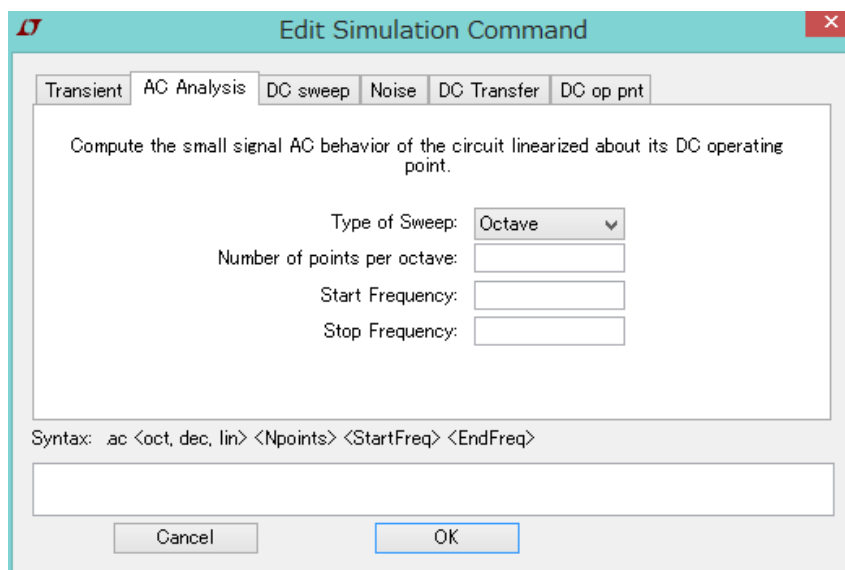 Edit Simulation Command
Transient AC Analysis DC sweep Noise DC Transfer DC op pnt
Compute the small signal AC behavior of the circuit linearized about its DC operating
point.
Type of Sweep: Octave
Number of points per octave:
Start Frequency:
Stop Frequency:
Syntax: .ac <oct, dec, lin> <Npoints> <StartFreq> <EndFreq>
Cancel OK